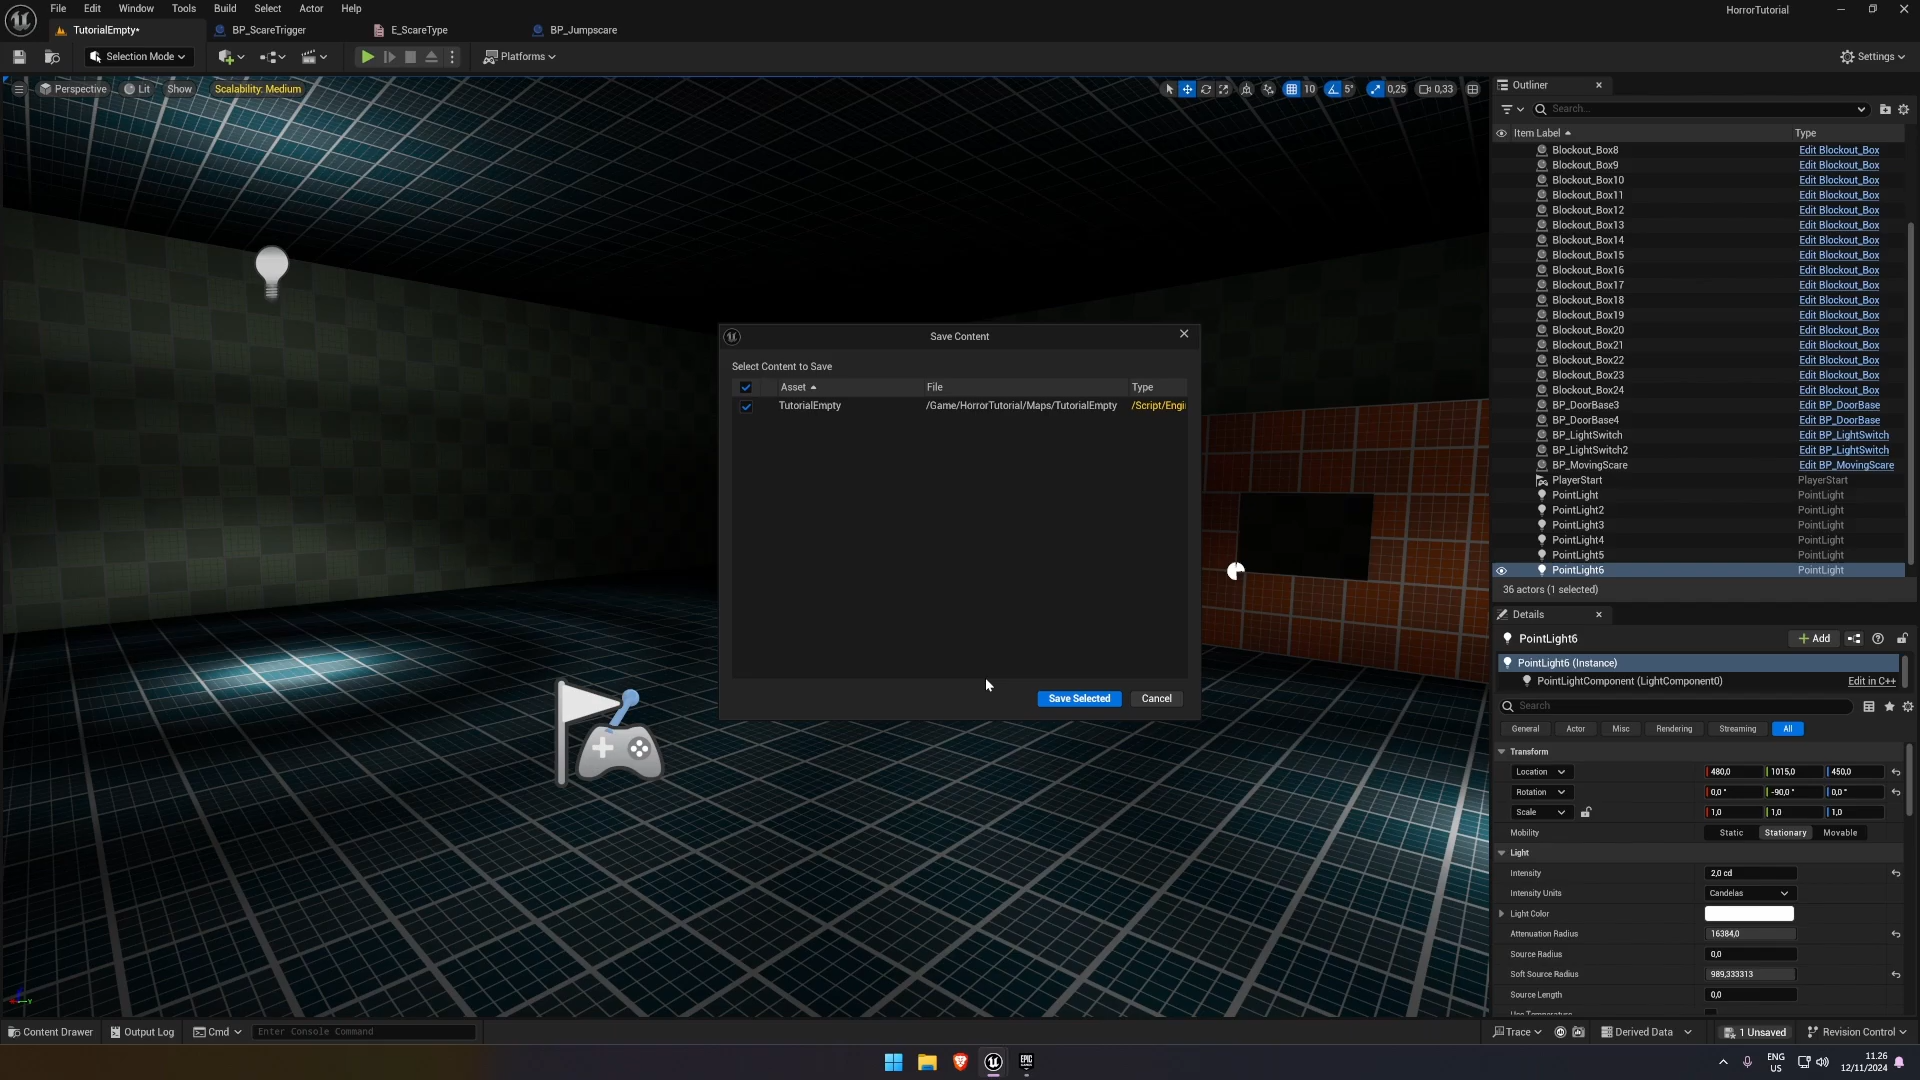 File Edit Window Tools Build Select Actor Help
HorrorTutorial
TutorialEmpty•
BP_ScareTrigger
E_ScareType
BP_Jumpscare
Selection Mode
Platforms
Settings
Perspective Lit Show Scalability: Medium
10 5° 0,25 0,33
Outliner
Search...
Item Label Type
Blockout_Box8 Edit Blockout_Box
Blockout_Box9 Edit Blockout_Box
Blockout_Box10 Edit Blockout_Box
Blockout_Box11 Edit Blockout_Box
Blockout_Box12 Edit Blockout_Box
Blockout_Box13 Edit Blockout_Box
Blockout_Box14 Edit Blockout_Box
Blockout_Box15 Edit Blockout_Box
Blockout_Box16 Edit Blockout_Box
Blockout_Box17 Edit Blockout_Box
Blockout_Box18 Edit Blockout_Box
Blockout_Box19 Edit Blockout_Box
Blockout_Box20 Edit Blockout_Box
Blockout_Box21 Edit Blockout_Box
Blockout_Box22 Edit Blockout_Box
Blockout_Box23 Edit Blockout_Box
Blockout_Box24 Edit Blockout_Box
BP_DoorBase3 Edit BP_DoorBase
BP_DoorBase4 Edit BP_DoorBase
BP_LightSwitch Edit BP_LightSwitch
BP_LightSwitch2 Edit BP_LightSwitch
BP_MovingScare Edit BP_MovingScare
PlayerStart PlayerStart
PointLight PointLight
PointLight2 PointLight
PointLight3 PointLight
PointLight4 PointLight
PointLight5 PointLight
PointLight6 PointLight
36 actors (1 selected)
Save Content
Select Content to Save
Asset File Type
TutorialEmpty /Game/HorrorTutorial/Maps/TutorialEmpty /Script/Engi
Save Selected Cancel
Details
PointLight6
Add
PointLight6 (Instance)
PointLightComponent (LightComponent0) Edit in C++
Search
General Actor Misc Rendering Streaming All
Transform
Location 480,0 1015,0 450,0
Rotation 0,0° -90,0° 0,0°
Scale 1,0 1,0 1,0
Mobility Static Stationary Movable
Light
Intensity 2,0 cd
Intensity Units Candelas
Light Color
Attenuation Radius 16384,0
Source Radius 0,0
Soft Source Radius 989,333313
Source Length 0,0
Use Temperature
Content Drawer Output Log Cmd Enter Console Command
Trace Derived Data 1 Unsaved Revision Control
EPIC GAMES
ENG
US
11.26
12/11/2024